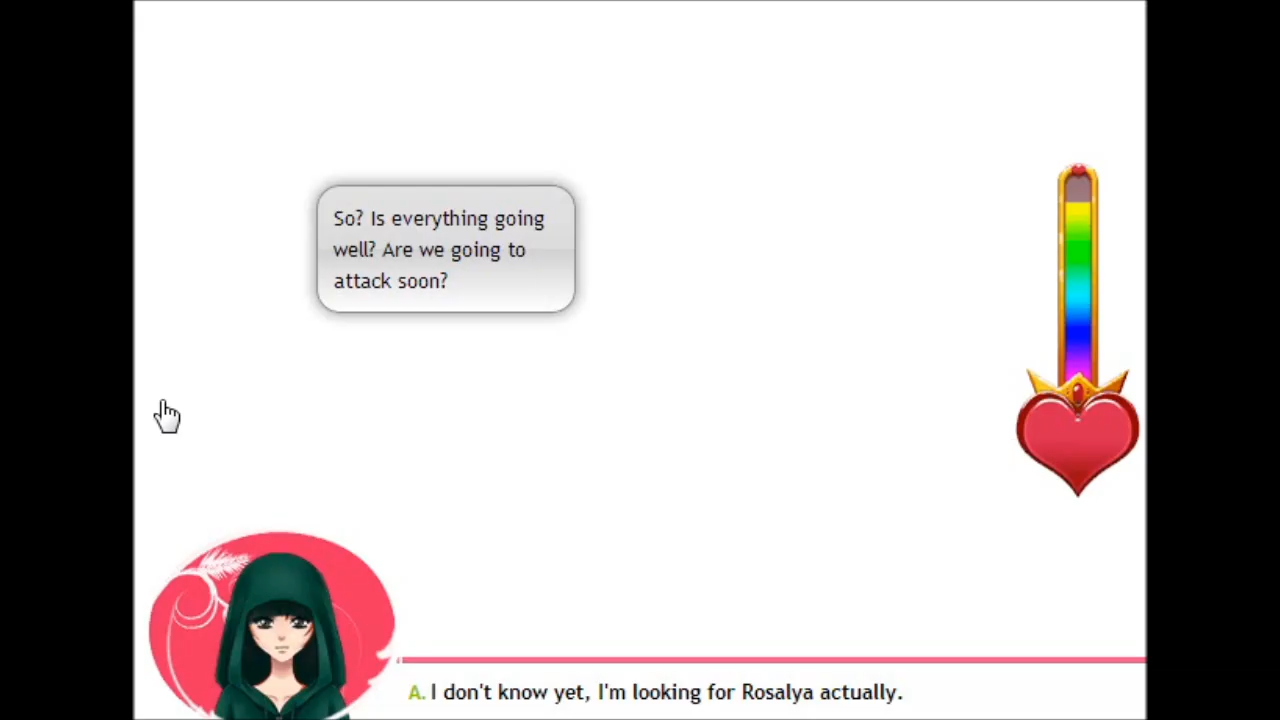 So? Is everything going
well? Are we going to
attack soon?
A. I don't know yet, I'm looking for Rosalya actually.